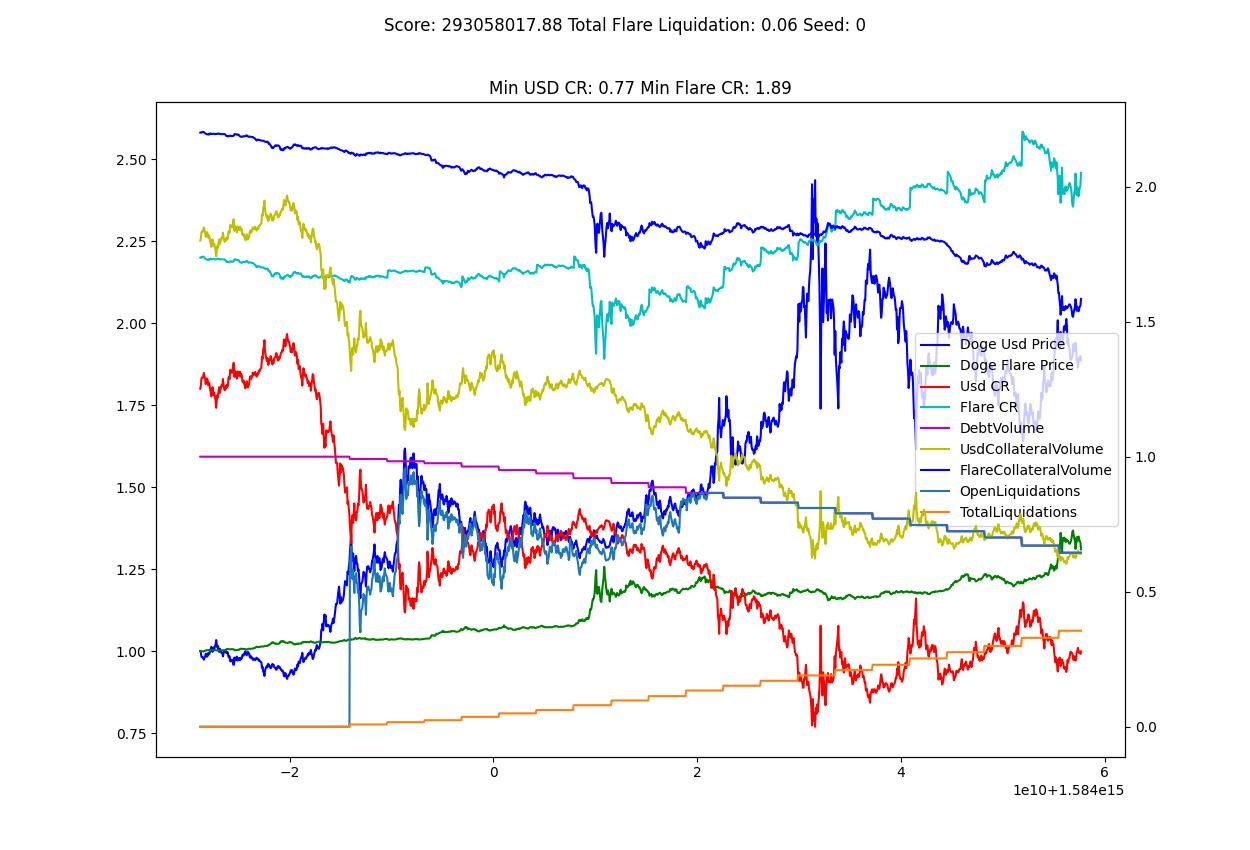 Score: 293058017.88 Total Flare Liquidation: 0.06 Seed: 0
Min USD CR: 0.77 Min Flare CR: 1.89
2.50
2.25
2.00
1.75
1.50
1.25
1.00
0.75
2.0
1.5
1.0
0.5
0.0
Doge Usd Price
Doge Flare Price
Usd CR
Flare CR
DebtVolume
UsdCollateralVolume
FlareCollateralVolume
OpenLiquidations
TotalLiquidations
−2 0 2 4 6
1e10+1.584e15